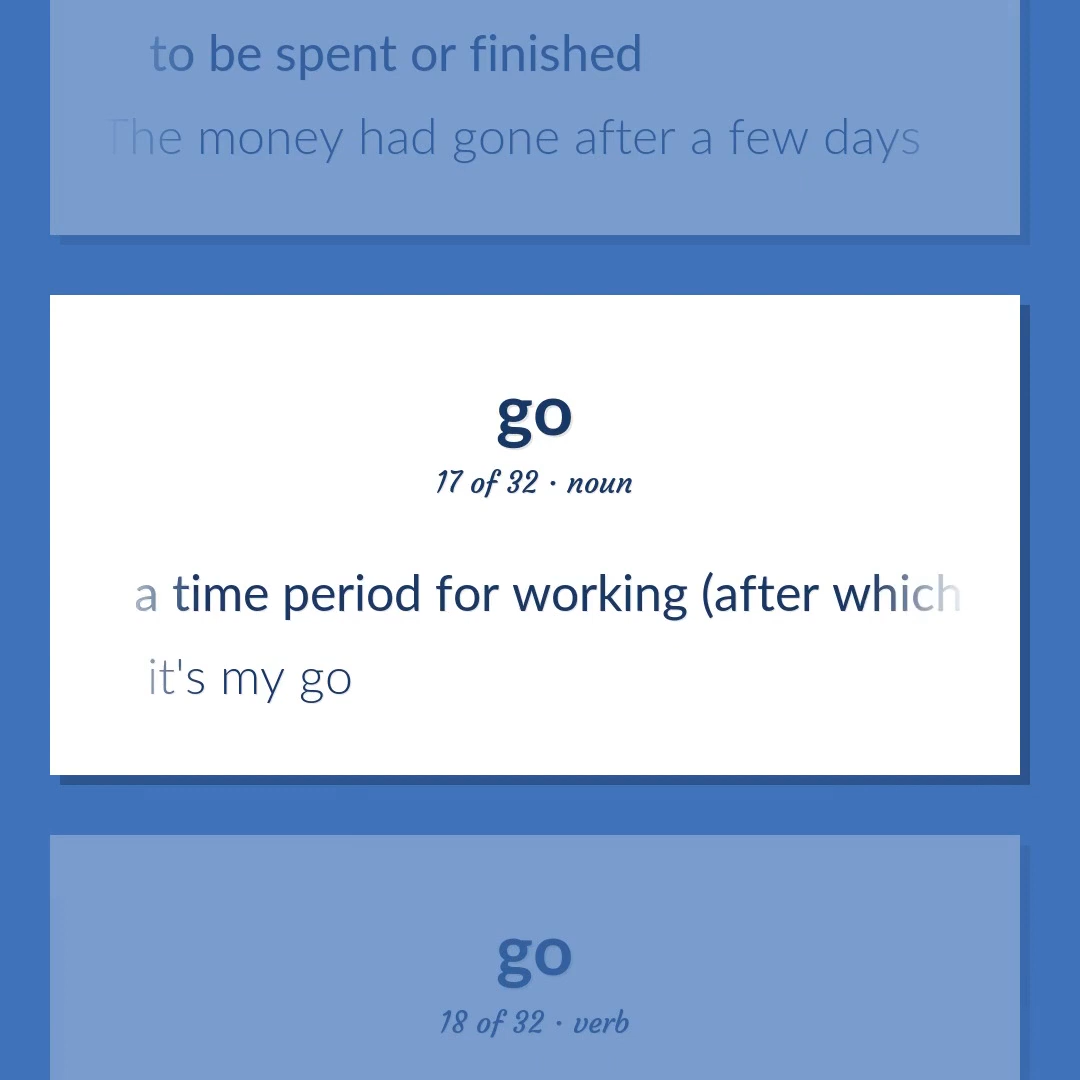 to be spent or finished
The money had gone after a few days
go
17 of 32 · noun
a time period for working (after which
it's my go
go
18 of 32 · verb